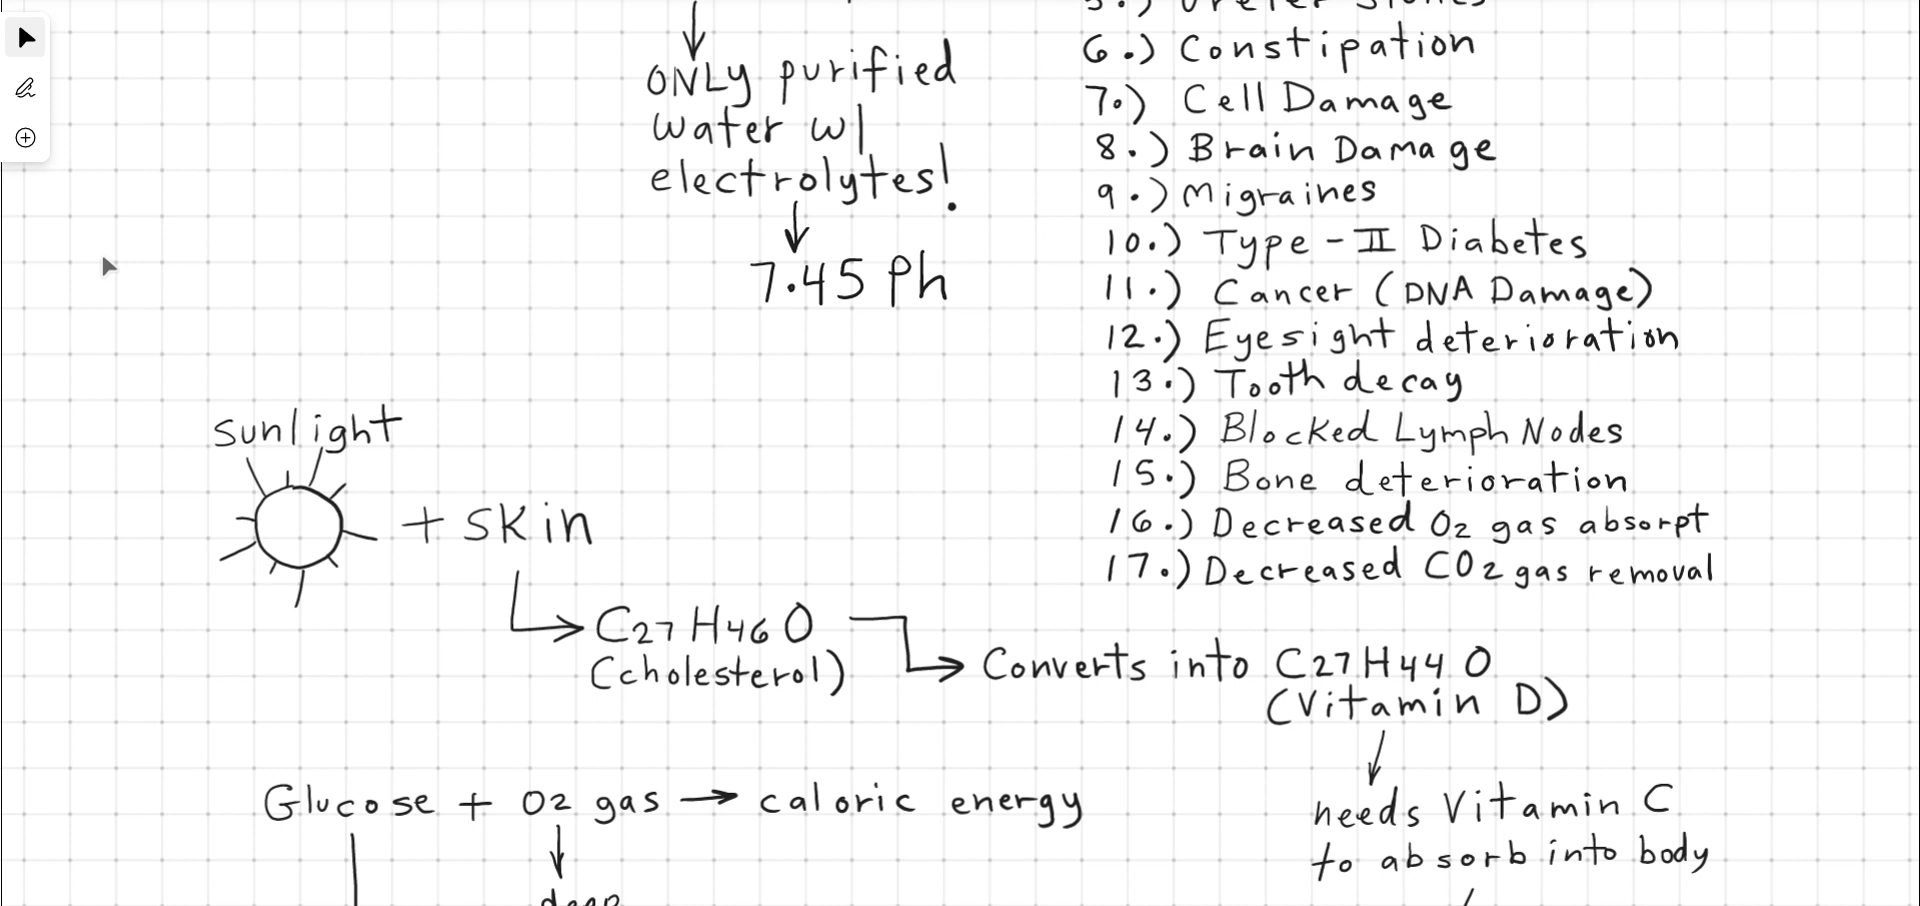 ONLY purified
water w/
electrolytes!
7.45 Ph
6.) Constipation
7.) Cell Damage
8.) Brain Damage
9.) Migraines
10.) Type-II Diabetes
11.) Cancer (DNA Damage)
12.) Eyesight deterioration
13.) Tooth decay
14.) Blocked Lymph Nodes
15.) Bone deterioration
16.) Decreased O2 gas absorpt
17.) Decreased CO2 gas removal
sunlight
+ skin
C27H46O
(cholesterol)
Converts into C27H44O
(Vitamin D)
needs Vitamin C
to absorb into body
Glucose + O2 gas → caloric energy